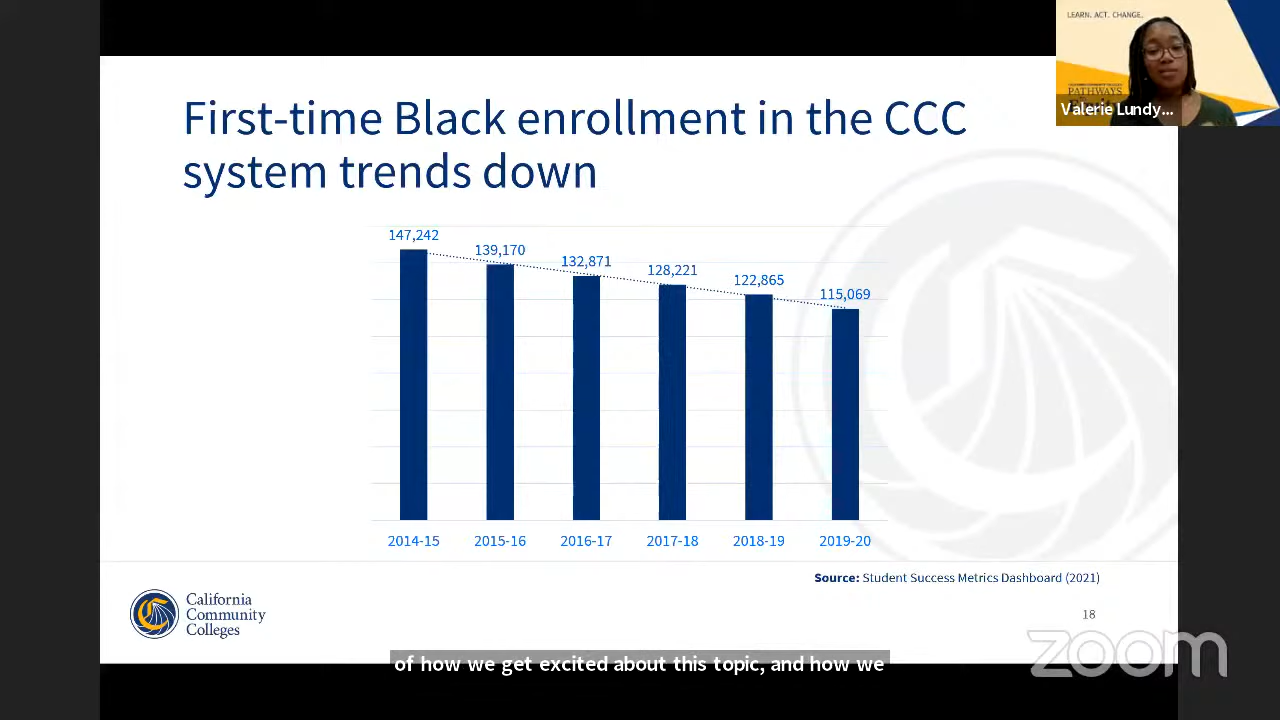 LEARN. ACT. CHANGE.
PATHWAYS
Valerie Lundy...
First-time Black enrollment in the CCC
system trends down
147,242
139,170
132,871
128,221
122,865
115,069
2014-15
2015-16
2016-17
2017-18
2018-19
2019-20
Source: Student Success Metrics Dashboard (2021)
California
Community
Colleges
18
zoom
of how we get excited about this topic, and how we